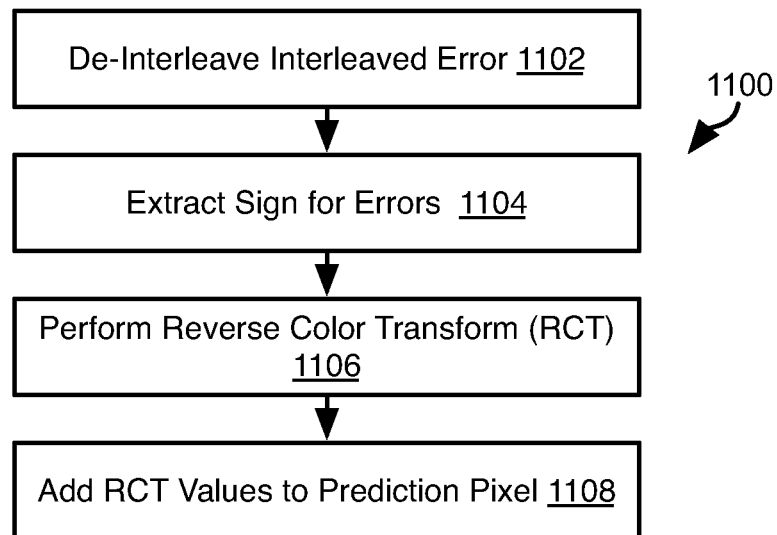 De-Interleave Interleaved Error 1102
1100
Extract Sign for Errors 1104
Perform Reverse Color Transform (RCT)
1106
Add RCT Values to Prediction Pixel 1108